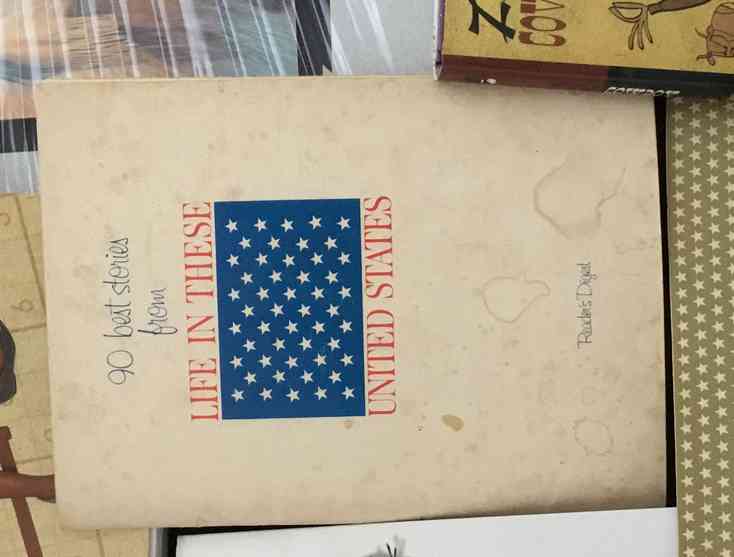 90 best stories
from
LIFE IN THESE
UNITED STATES
Reader's Digest